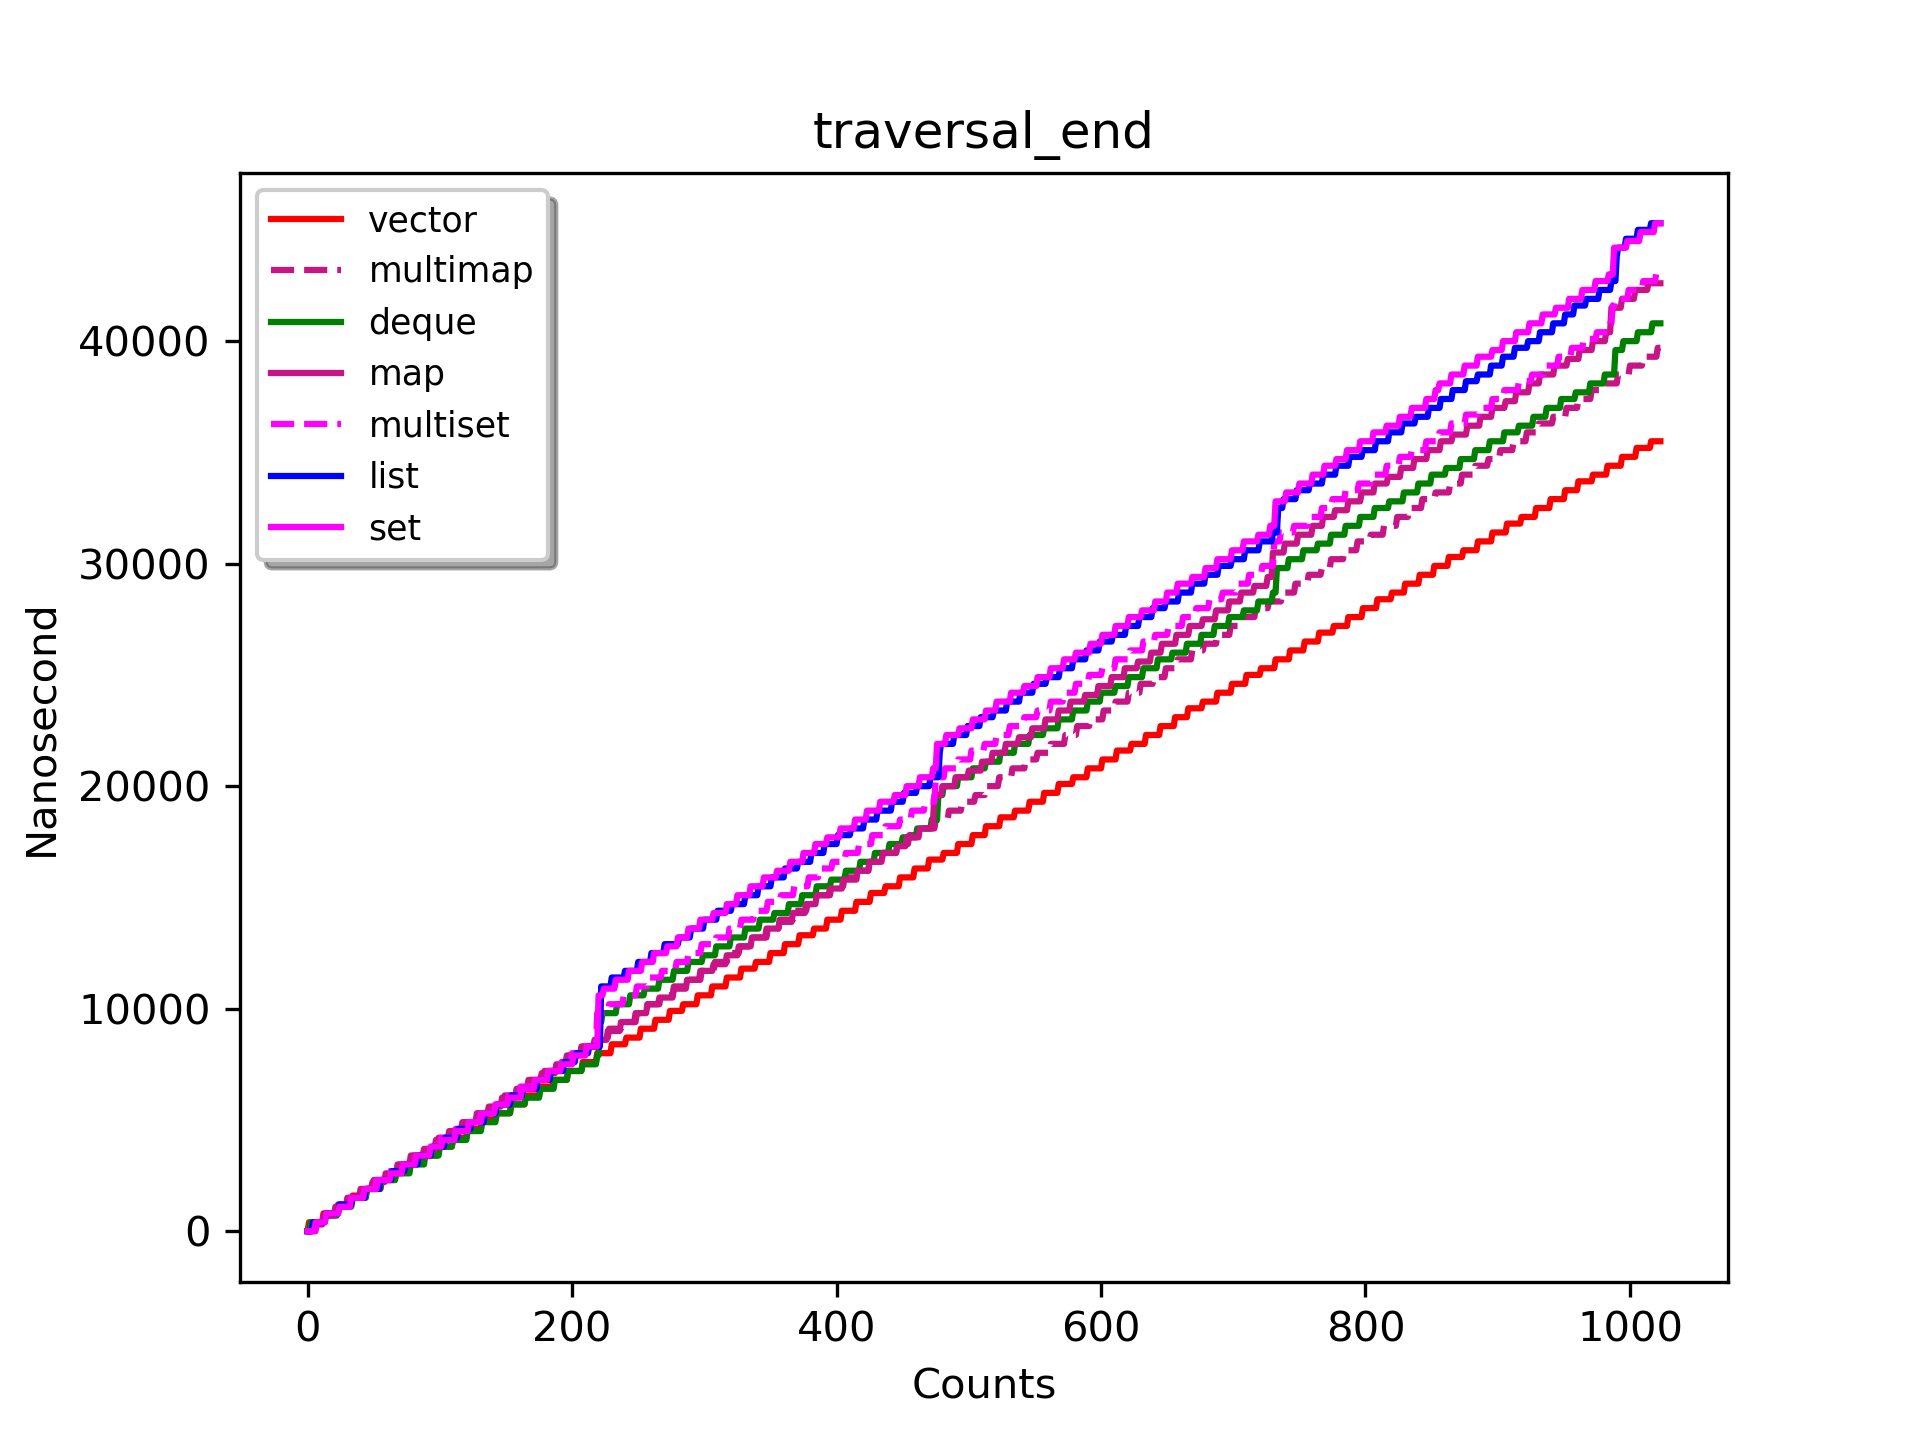 traversal_end
vector
multimap
deque
map
multiset
list
set
40000
30000
20000
10000
0
Nanosecond
0 200 400 600 800 1000
Counts